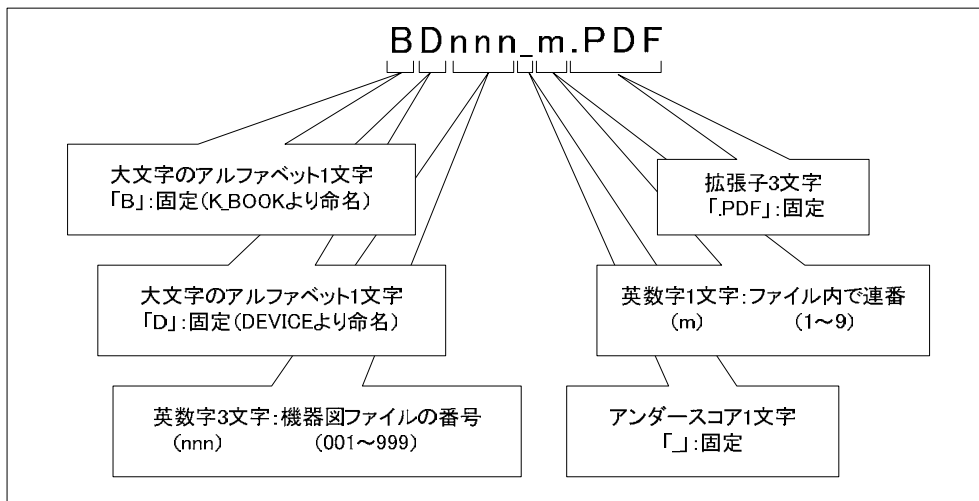 BDnnn_m.PDF
大文字のアルファベット1文字
「B」:固定(K_BOOKより命名)
拡張子3文字
「.PDF」:固定
大文字のアルファベット1文字
「D」:固定(DEVICEより命名)
英数字1文字:ファイル内で連番
(m) (1～9)
英数字3文字:機器図ファイルの番号
(nnn) (001～999)
アンダースコア1文字
「_」:固定